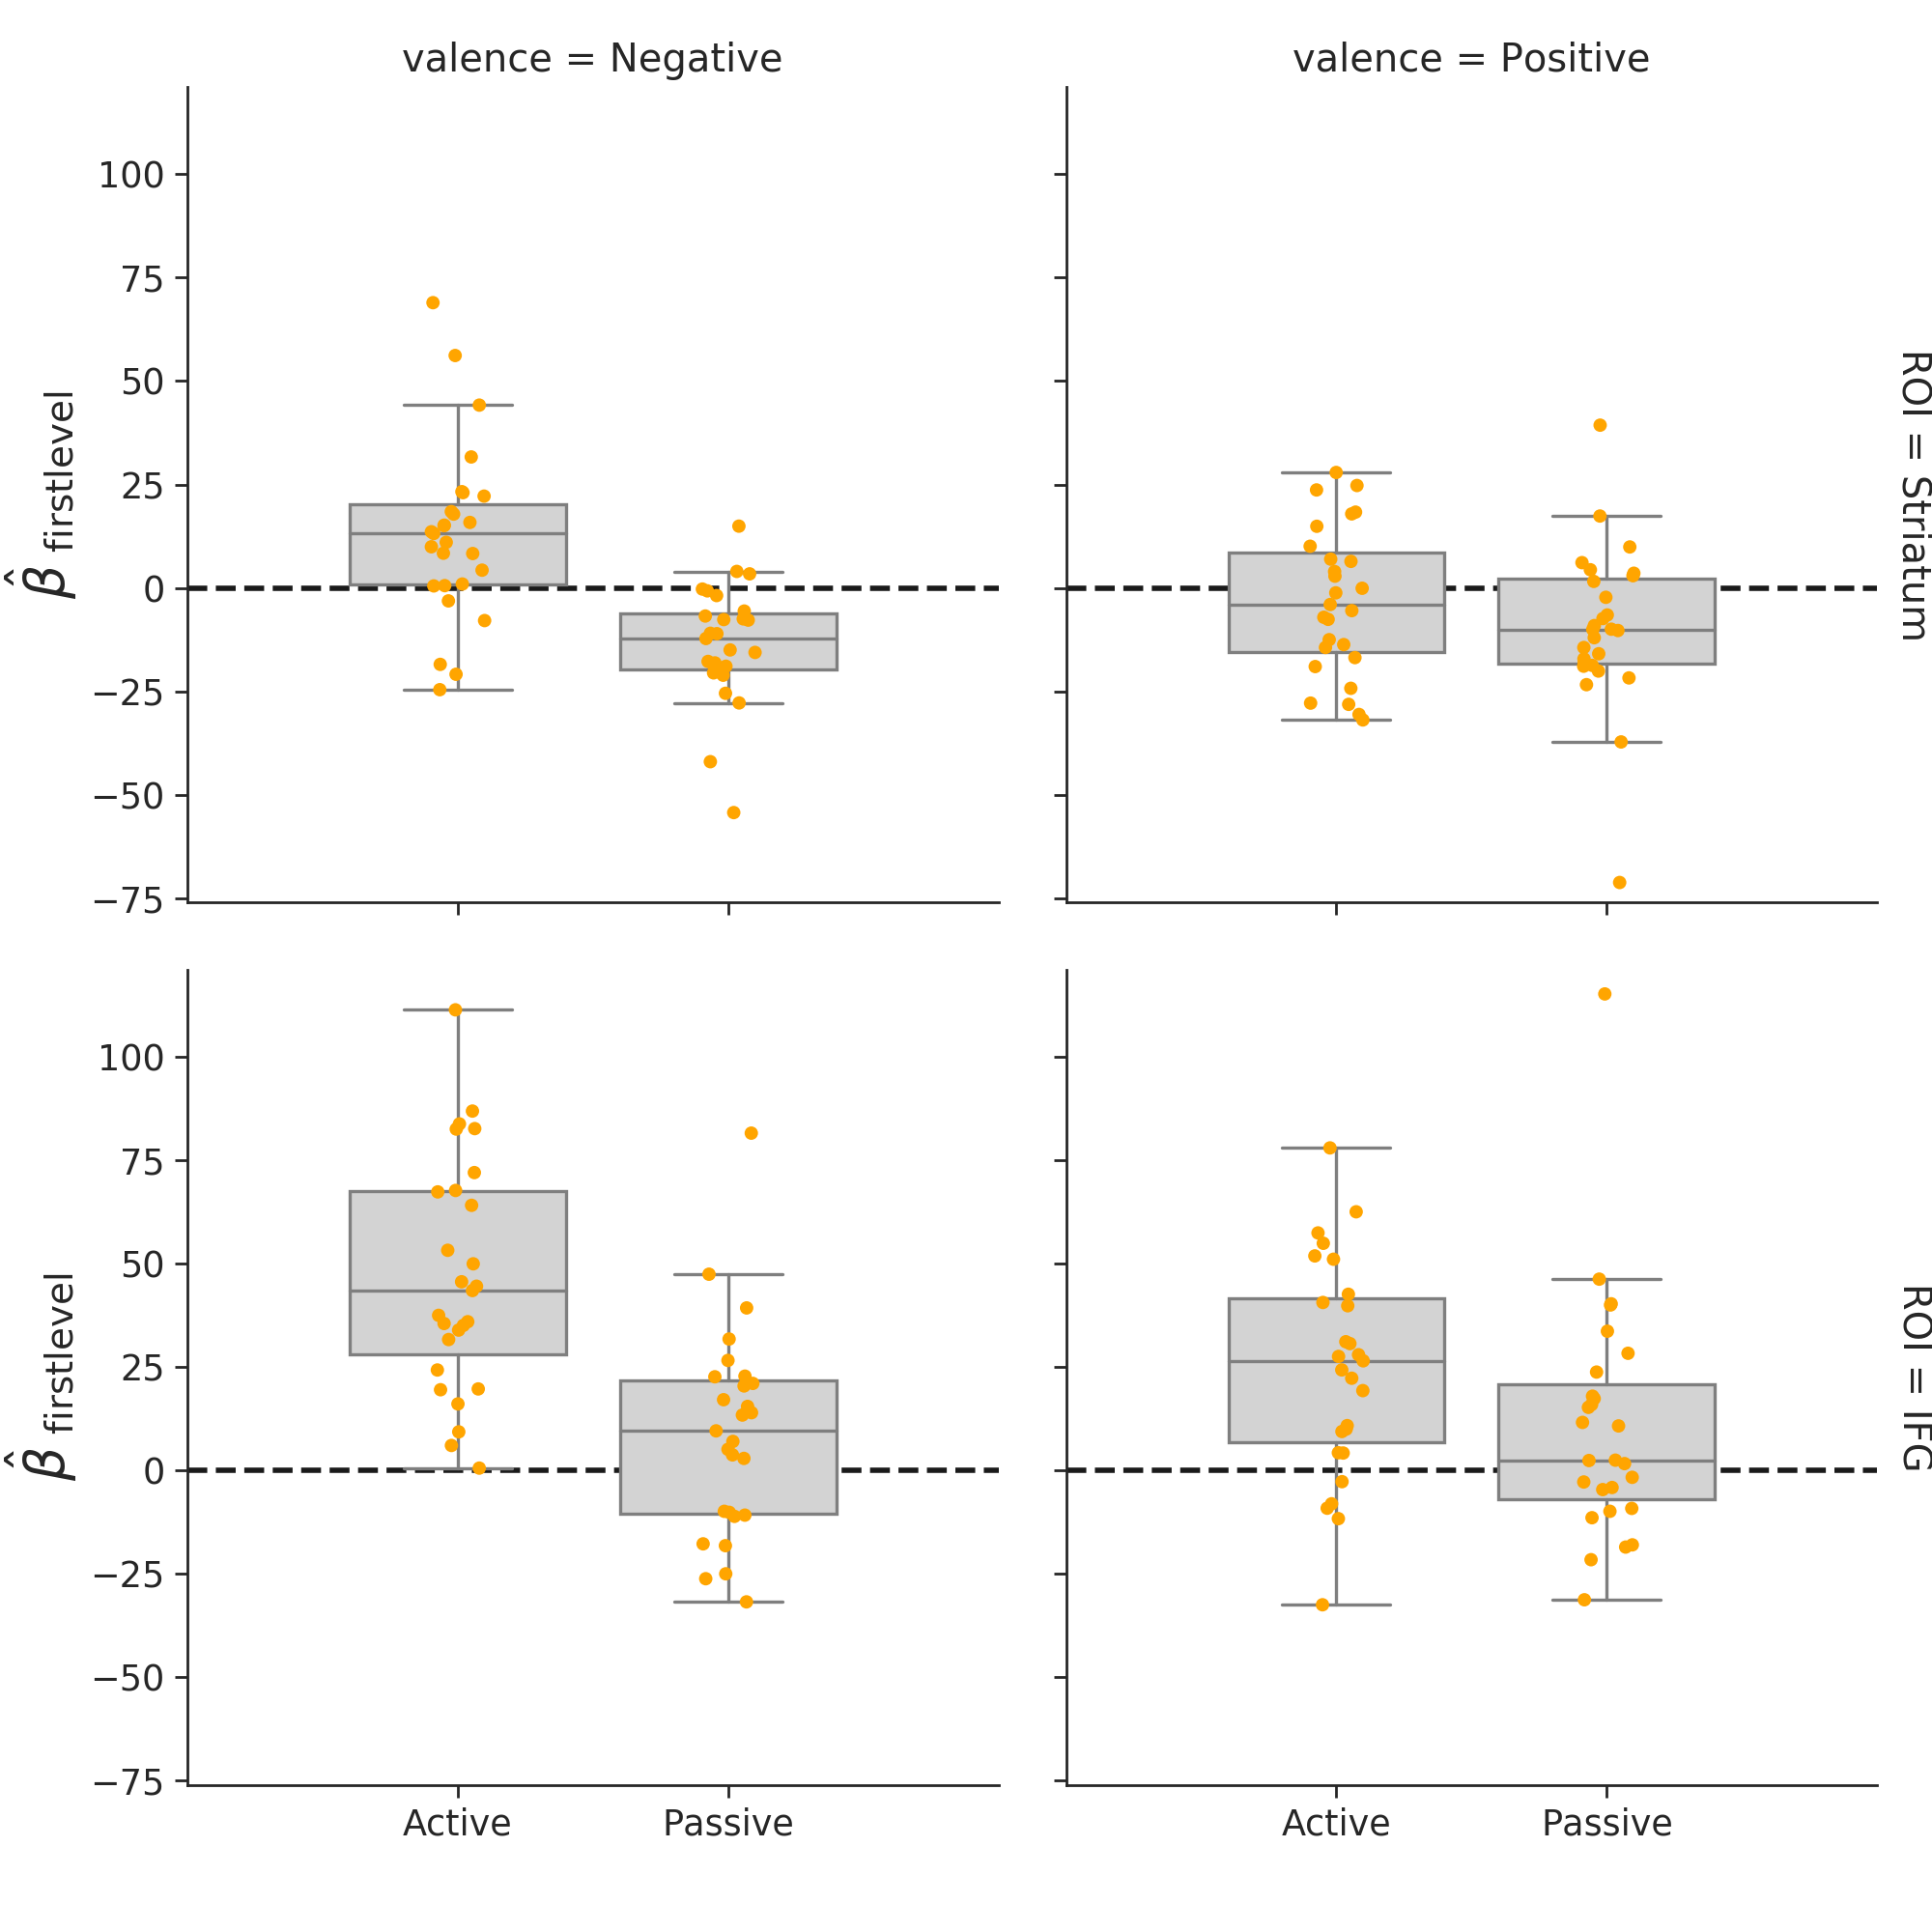 valence = Negative
valence = Positive
100
75
50
25
0
−25
−50
−75
β̂ firstlevel
ROI = Striatum
100
75
50
25
0
−25
−50
−75
β̂ firstlevel
ROI = IFG
Active
Passive
Active
Passive